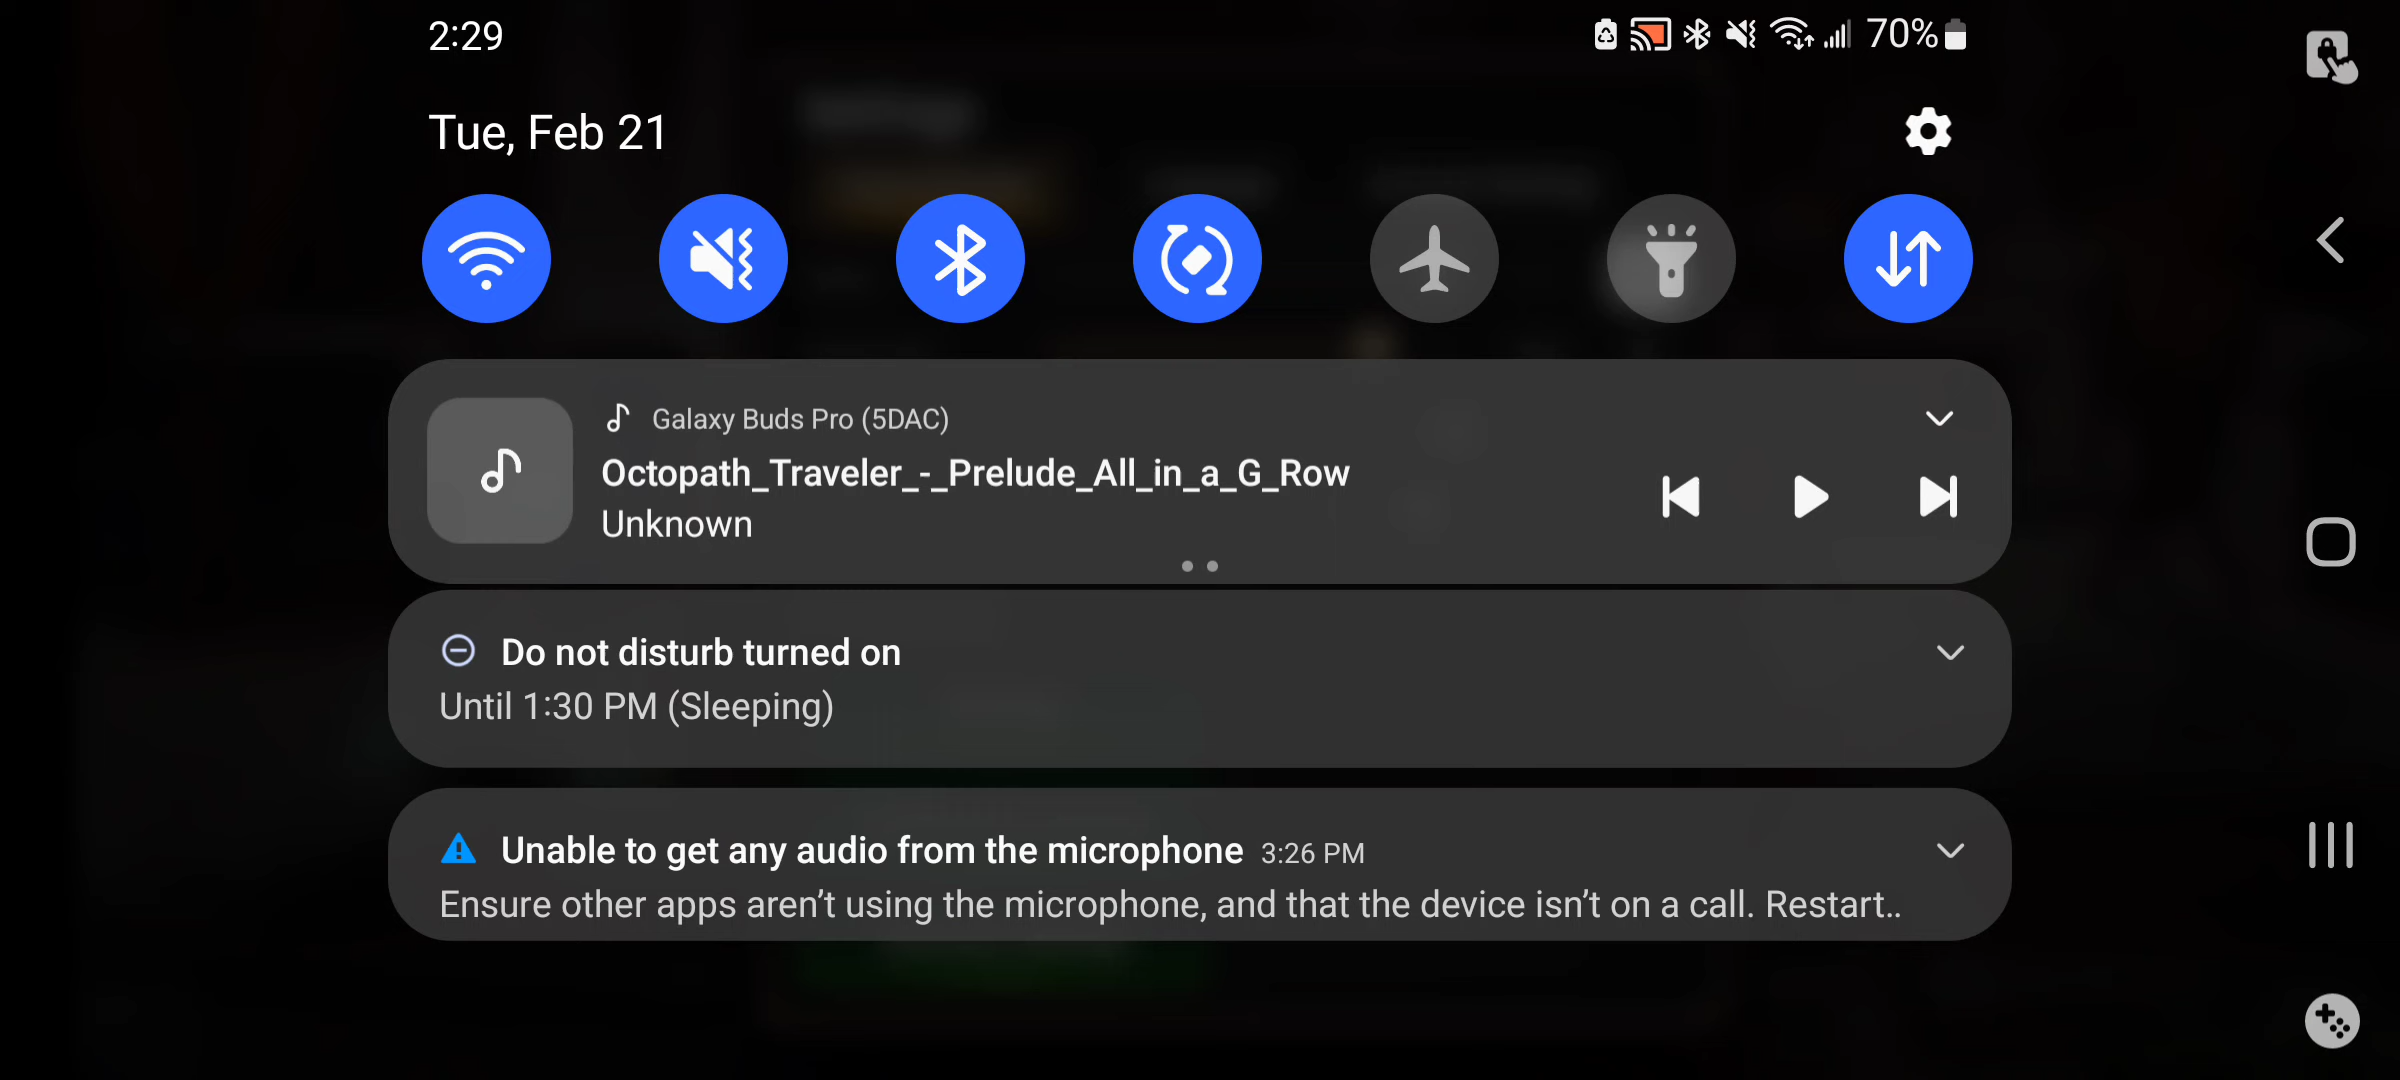 2:29
70%
Tue, Feb 21
Galaxy Buds Pro (5DAC)
Octopath_Traveler_-_Prelude_All_in_a_G_Row
Unknown
Do not disturb turned on
Until 1:30 PM (Sleeping)
Unable to get any audio from the microphone 3:26 PM
Ensure other apps aren’t using the microphone, and that the device isn’t on a call. Restart..